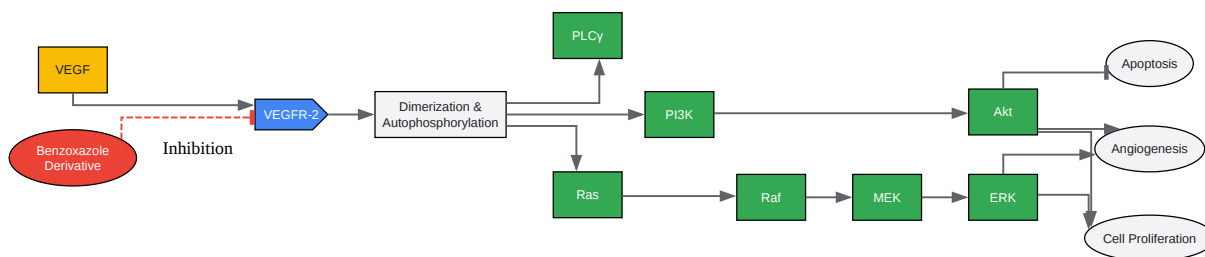 PLCγ
VEGF
Apoptosis
VEGFR-2
Dimerization &
Autophosphorylation
PI3K
Akt
Inhibition
Benzoxazole
Derivative
Angiogenesis
Ras
Raf
MEK
ERK
Cell Proliferation